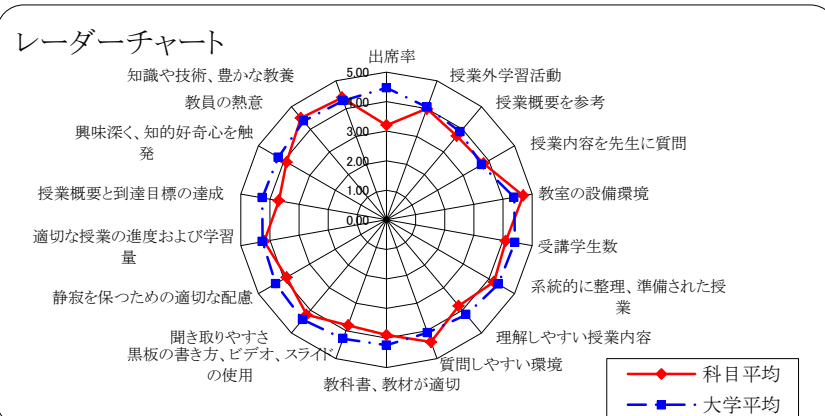 レーダーチャート
出席率
授業外学習活動
授業概要を参考
授業内容を先生に質問
教室の設備環境
受講学生数
系統的に整理、準備された授
業
理解しやすい授業内容
質問しやすい環境
教科書、教材が適切
黒板の書き方、ビデオ、スライド
の使用
聞き取りやすさ
静寂を保つための適切な配慮
適切な授業の進度および学習
量
授業概要と到達目標の達成
興味深く、知的好奇心を触
発
教員の熱意
知識や技術、豊かな教養
5.00
4.00
3.00
2.00
1.00
0.00
科目平均
大学平均